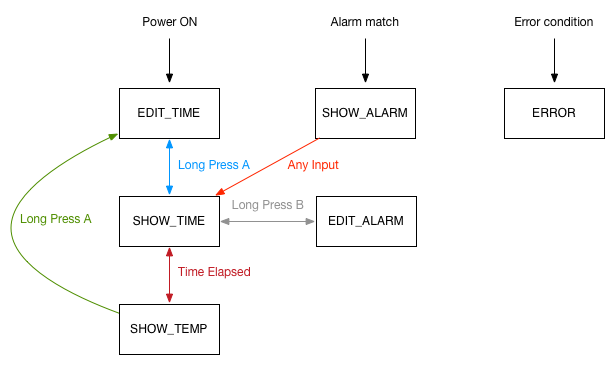 Power ON
Alarm match
Error condition
EDIT_TIME
SHOW_ALARM
ERROR
Long Press A
Any Input
Long Press A
SHOW_TIME
Long Press B
EDIT_ALARM
Time Elapsed
SHOW_TEMP